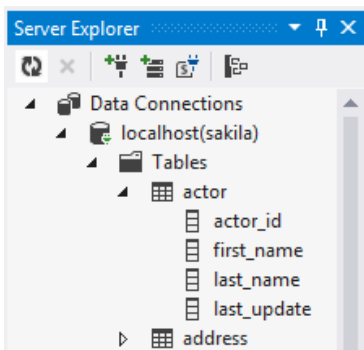 Server Explorer
Data Connections
localhost(sakila)
Tables
actor
actor_id
first_name
last_name
last_update
address